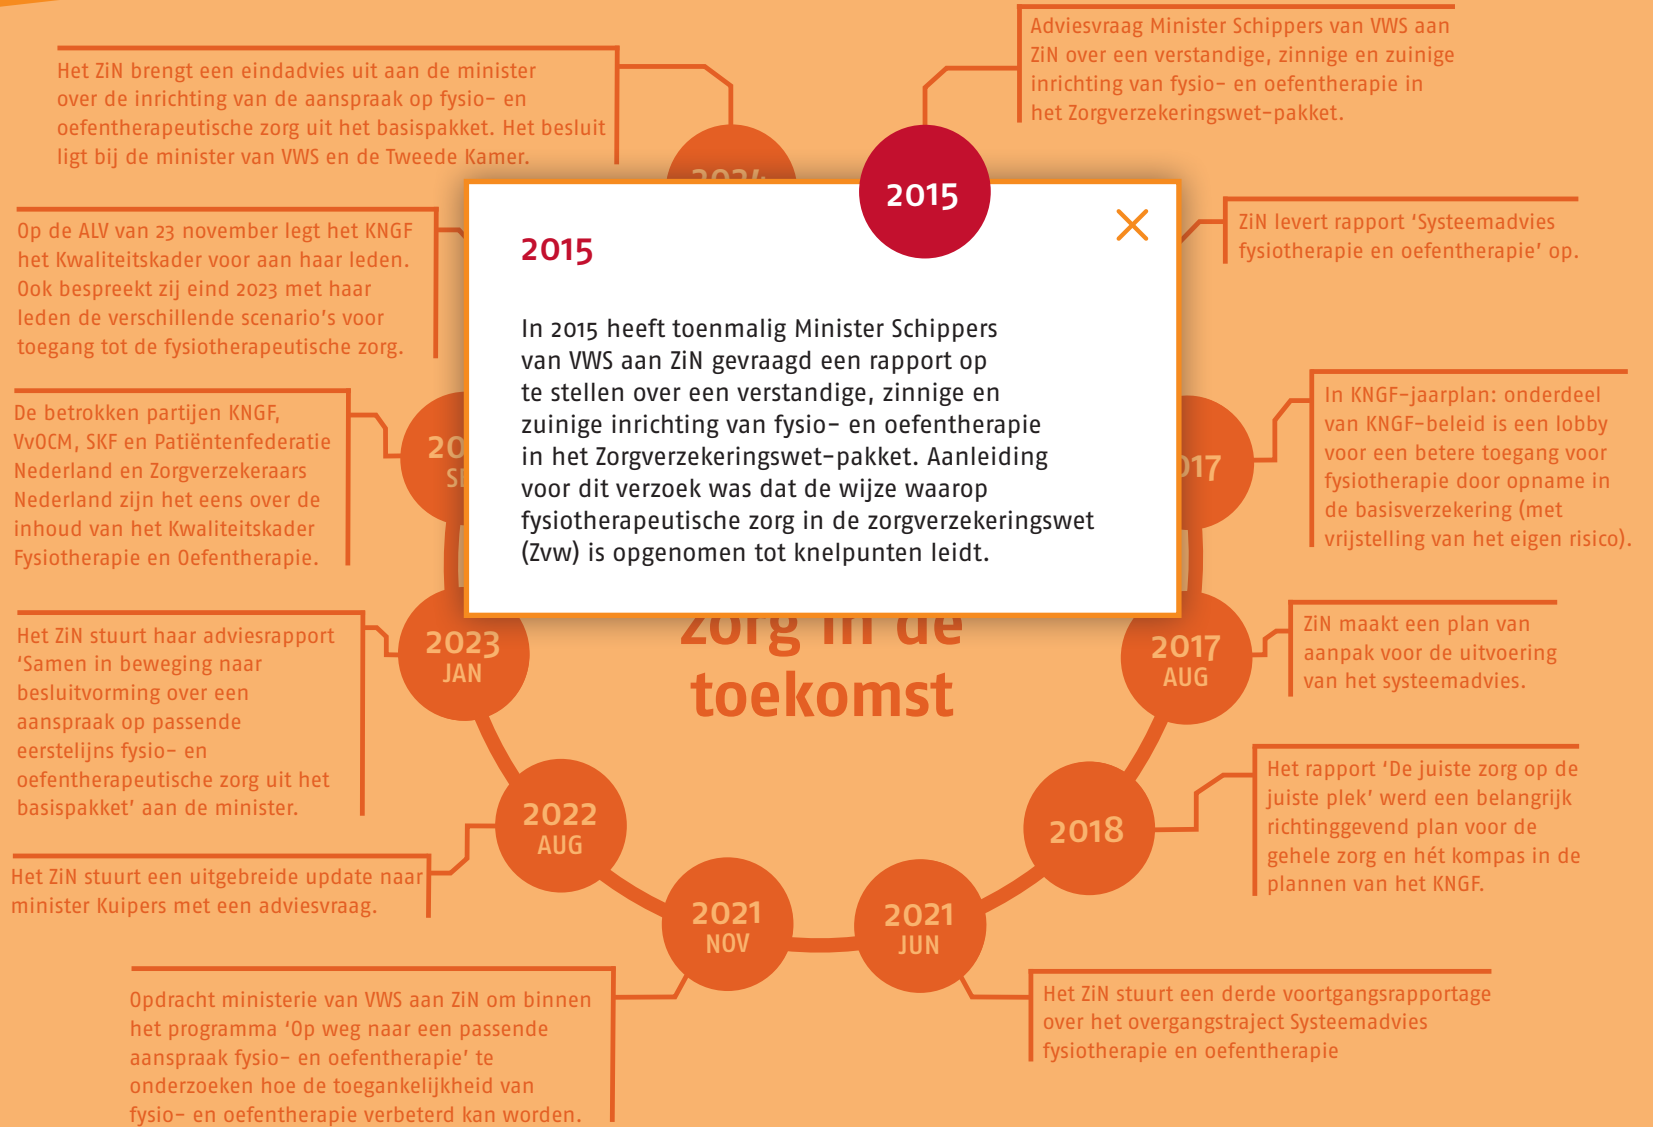 Adviesvraag Minister Schippers van VWS aan
ZiN over een verstandige, zinnige en zuinige
inrichting van fysio- en oefentherapie in
het Zorgverzekeringswet-pakket.
Het ZiN brengt een eindadvies uit aan de minister
over de inrichting van de aanspraak op fysio- en
oefentherapeutische zorg uit het basispakket. Het besluit
ligt bij de minister van VWS en de Tweede Kamer.
2024
2015
ZiN levert rapport ‘Systeemadvies
fysiotherapie en oefentherapie’ op.
Op de ALV van 23 november legt het KNGF
het Kwaliteitskader voor aan haar leden.
Ook bespreekt zij eind 2023 met haar
leden de verschillende scenario’s voor
toegang tot de fysiotherapeutische zorg.
2015
In 2015 heeft toenmalig Minister Schippers
van VWS aan ZiN gevraagd een rapport op
te stellen over een verstandige, zinnige en
zuinige inrichting van fysio- en oefentherapie
in het Zorgverzekeringswet-pakket. Aanleiding
voor dit verzoek was dat de wijze waarop
fysiotherapeutische zorg in de zorgverzekeringswet
(Zvw) is opgenomen tot knelpunten leidt.
De betrokken partijen KNGF,
VvOCM, SKF en Patiëntenfederatie
Nederland en Zorgverzekeraars
Nederland zijn het eens over de
inhoud van het Kwaliteitskader
Fysiotherapie en Oefentherapie.
20
017
In KNGF-jaarplan: onderdeel
van KNGF-beleid is een lobby
voor een betere toegang voor
fysiotherapie door opname in
de basisverzekering (met
vrijstelling van het eigen risico).
zorg in de
toekomst
2023
JAN
Het ZiN stuurt haar adviesrapport
‘Samen in beweging naar
besluitvorming over een
aanspraak op passende
eerstelijns fysio- en
oefentherapeutische zorg uit het
basispakket’ aan de minister.
2017
AUG
ZiN maakt een plan van
aanpak voor de uitvoering
van het systeemadvies.
2022
AUG
Het ZiN stuurt een uitgebreide update naar
minister Kuipers met een adviesvraag.
2018
Het rapport ‘De juiste zorg op de
juiste plek’ werd een belangrijk
richtinggevend plan voor de
gehele zorg en hét kompas in de
plannen van het KNGF.
2021
NOV
Opdracht ministerie van VWS aan ZiN om binnen
het programma ‘Op weg naar een passende
aanspraak fysio- en oefentherapie’ te
onderzoeken hoe de toegankelijkheid van
fysio- en oefentherapie verbeterd kan worden.
2021
JUN
Het ZiN stuurt een derde voortgangsrapportage
over het overgangstraject Systeemadvies
fysiotherapie en oefentherapie